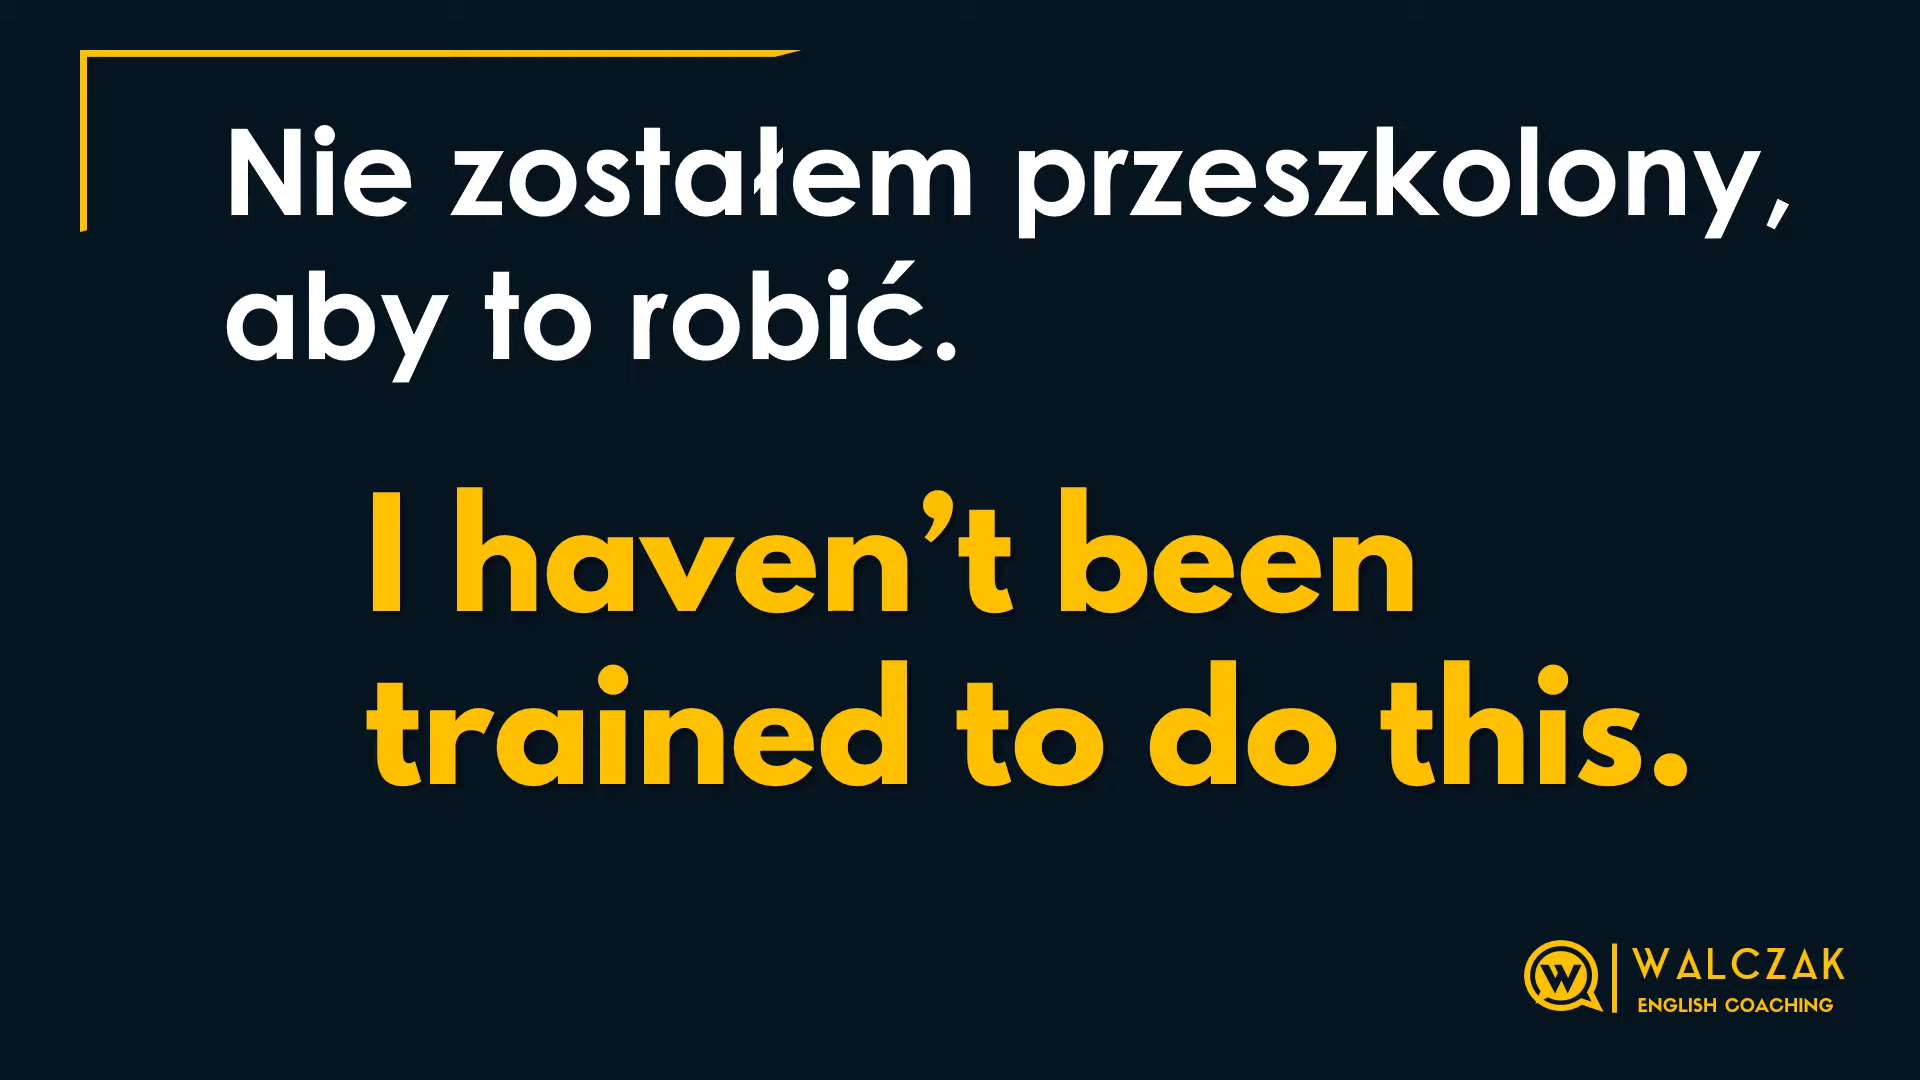 Nie zostałem przeszkolony,
aby to robić.
I haven’t been
trained to do this.
W
WALCZAK
ENGLISH COACHING